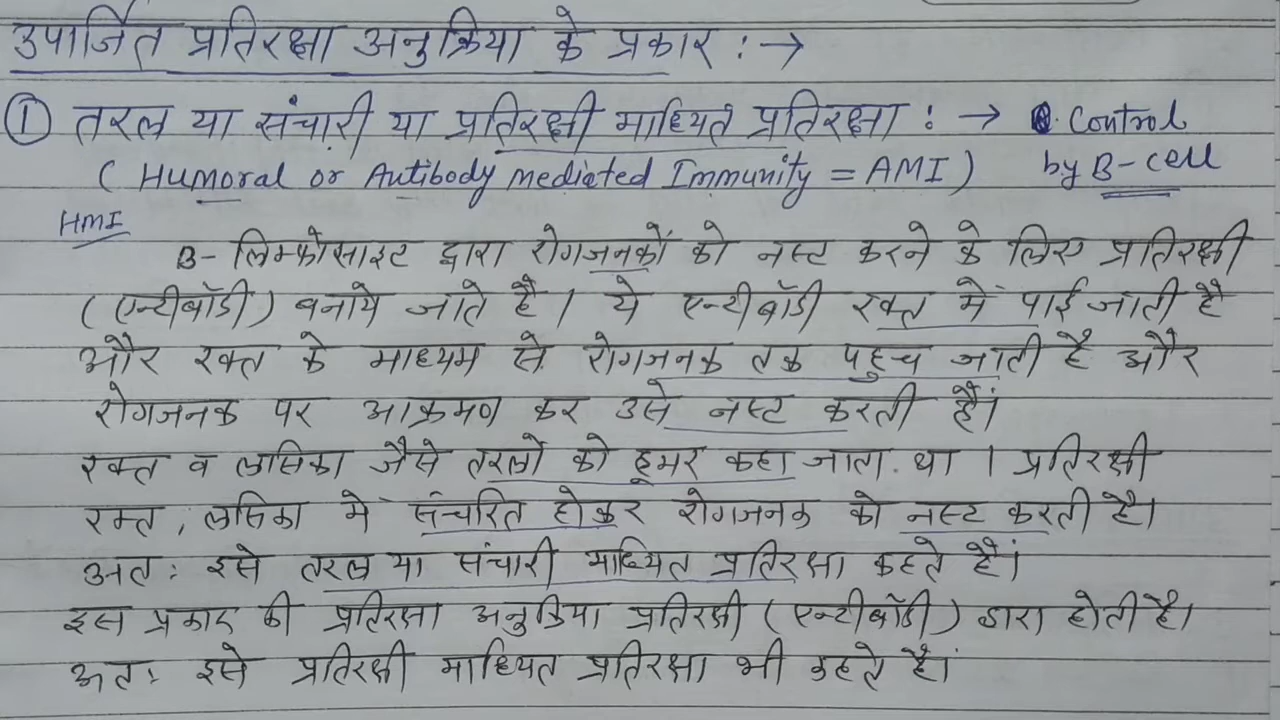 उपार्जित प्रतिरक्षा अनुक्रिया के प्रकार : →
① तरल या संचारी या प्रतिरक्षी माध्यित प्रतिरक्षा : → Control
( Humoral or Antibody mediated Immunity = AMI ) by B-cell
HMI
B- लिम्फोसाइट द्वारा रोगजनकों को नस्ट करने के लिए प्रतिरक्षी
(एन्टीबॉडी) बनाये जाते है । ये एन्टीबॉडी रक्त में पाई जाती है
और रक्त के माध्यम से रोगजनक तक पहुच जाती है और
रोगजनक पर आक्रमण कर उसे नस्ट करती हैं।
रक्त व लसिका जैसे तरलों को हूमर कहा जाता था । प्रतिरक्षी
रक्त, लसिका मे संचरित होकर रोगजनक को नस्ट करती है।
अतः इसे तरल या संचारी माध्यित प्रतिरक्षा कहते हैं।
इस प्रकार की प्रतिरक्षा अनुक्रिया प्रतिरक्षी (एन्टीबॉडी) द्वारा होती है।
अतः इसे प्रतिरक्षी माध्यित प्रतिरक्षा भी कहते है।